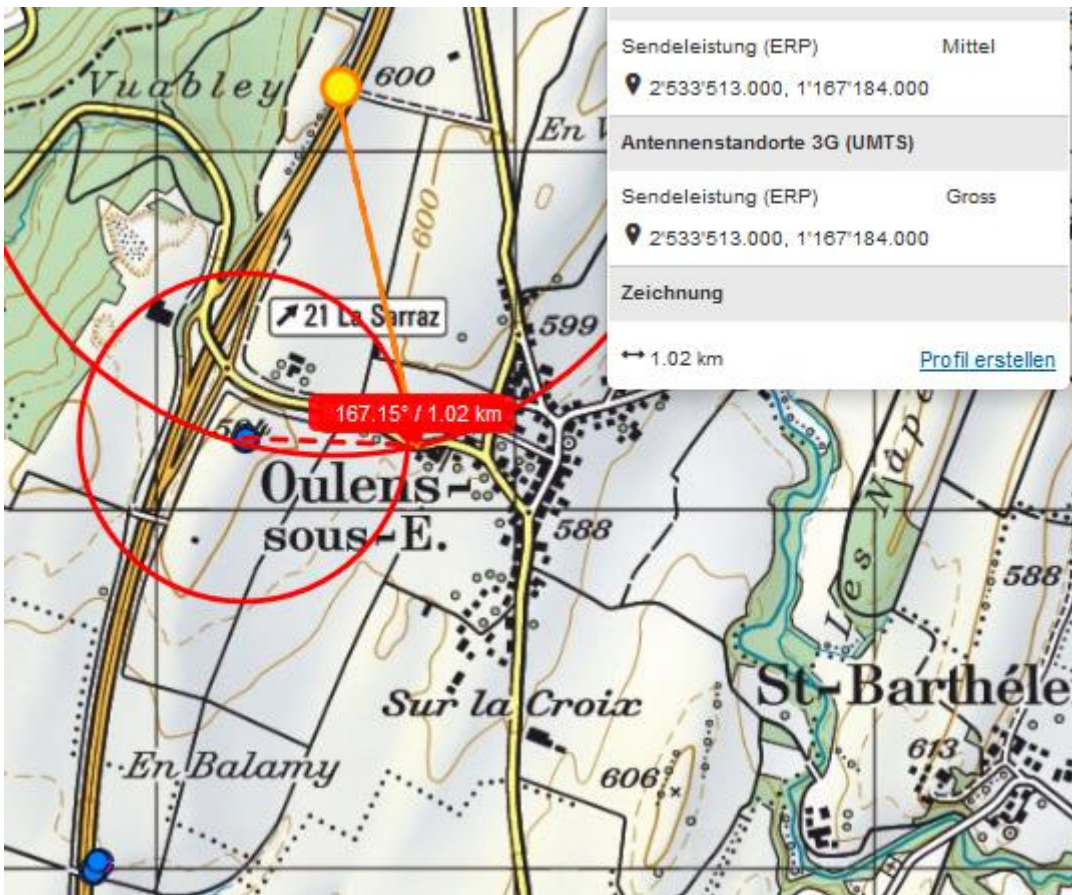 Sendeleistung (ERP) Mittel
2'533'513.000, 1'167'184.000
Antennenstandorte 3G (UMTS)
Sendeleistung (ERP) Gross
2'533'513.000, 1'167'184.000
Zeichnung
1.02 km Profil erstellen
Vuabley
600
En
600
21 La Sarraz
599
167.15° / 1.02 km
Oulens-
sous-E.
588
Les Nâpe
588
St-Barthéle
Sur la Croix
613
606
En Balamy